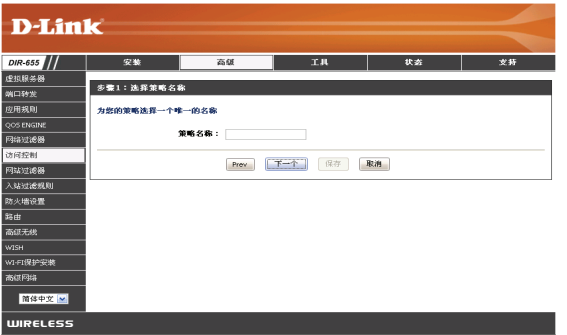 D-Link
DIR-655
安装
高级
工具
状态
支持
虚拟服务器
端口转发
应用规则
QOS ENGINE
网络过滤器
访问控制
网站过滤器
入站过滤规则
防火墙设置
路由
高级无线
WISH
WI-FI保护安装
高级网络
简体中文
步骤1：选择策略名称
为您的策略选择一个唯一的名称
策略名称：
Prev 下一个 保存 取消
WIRELESS